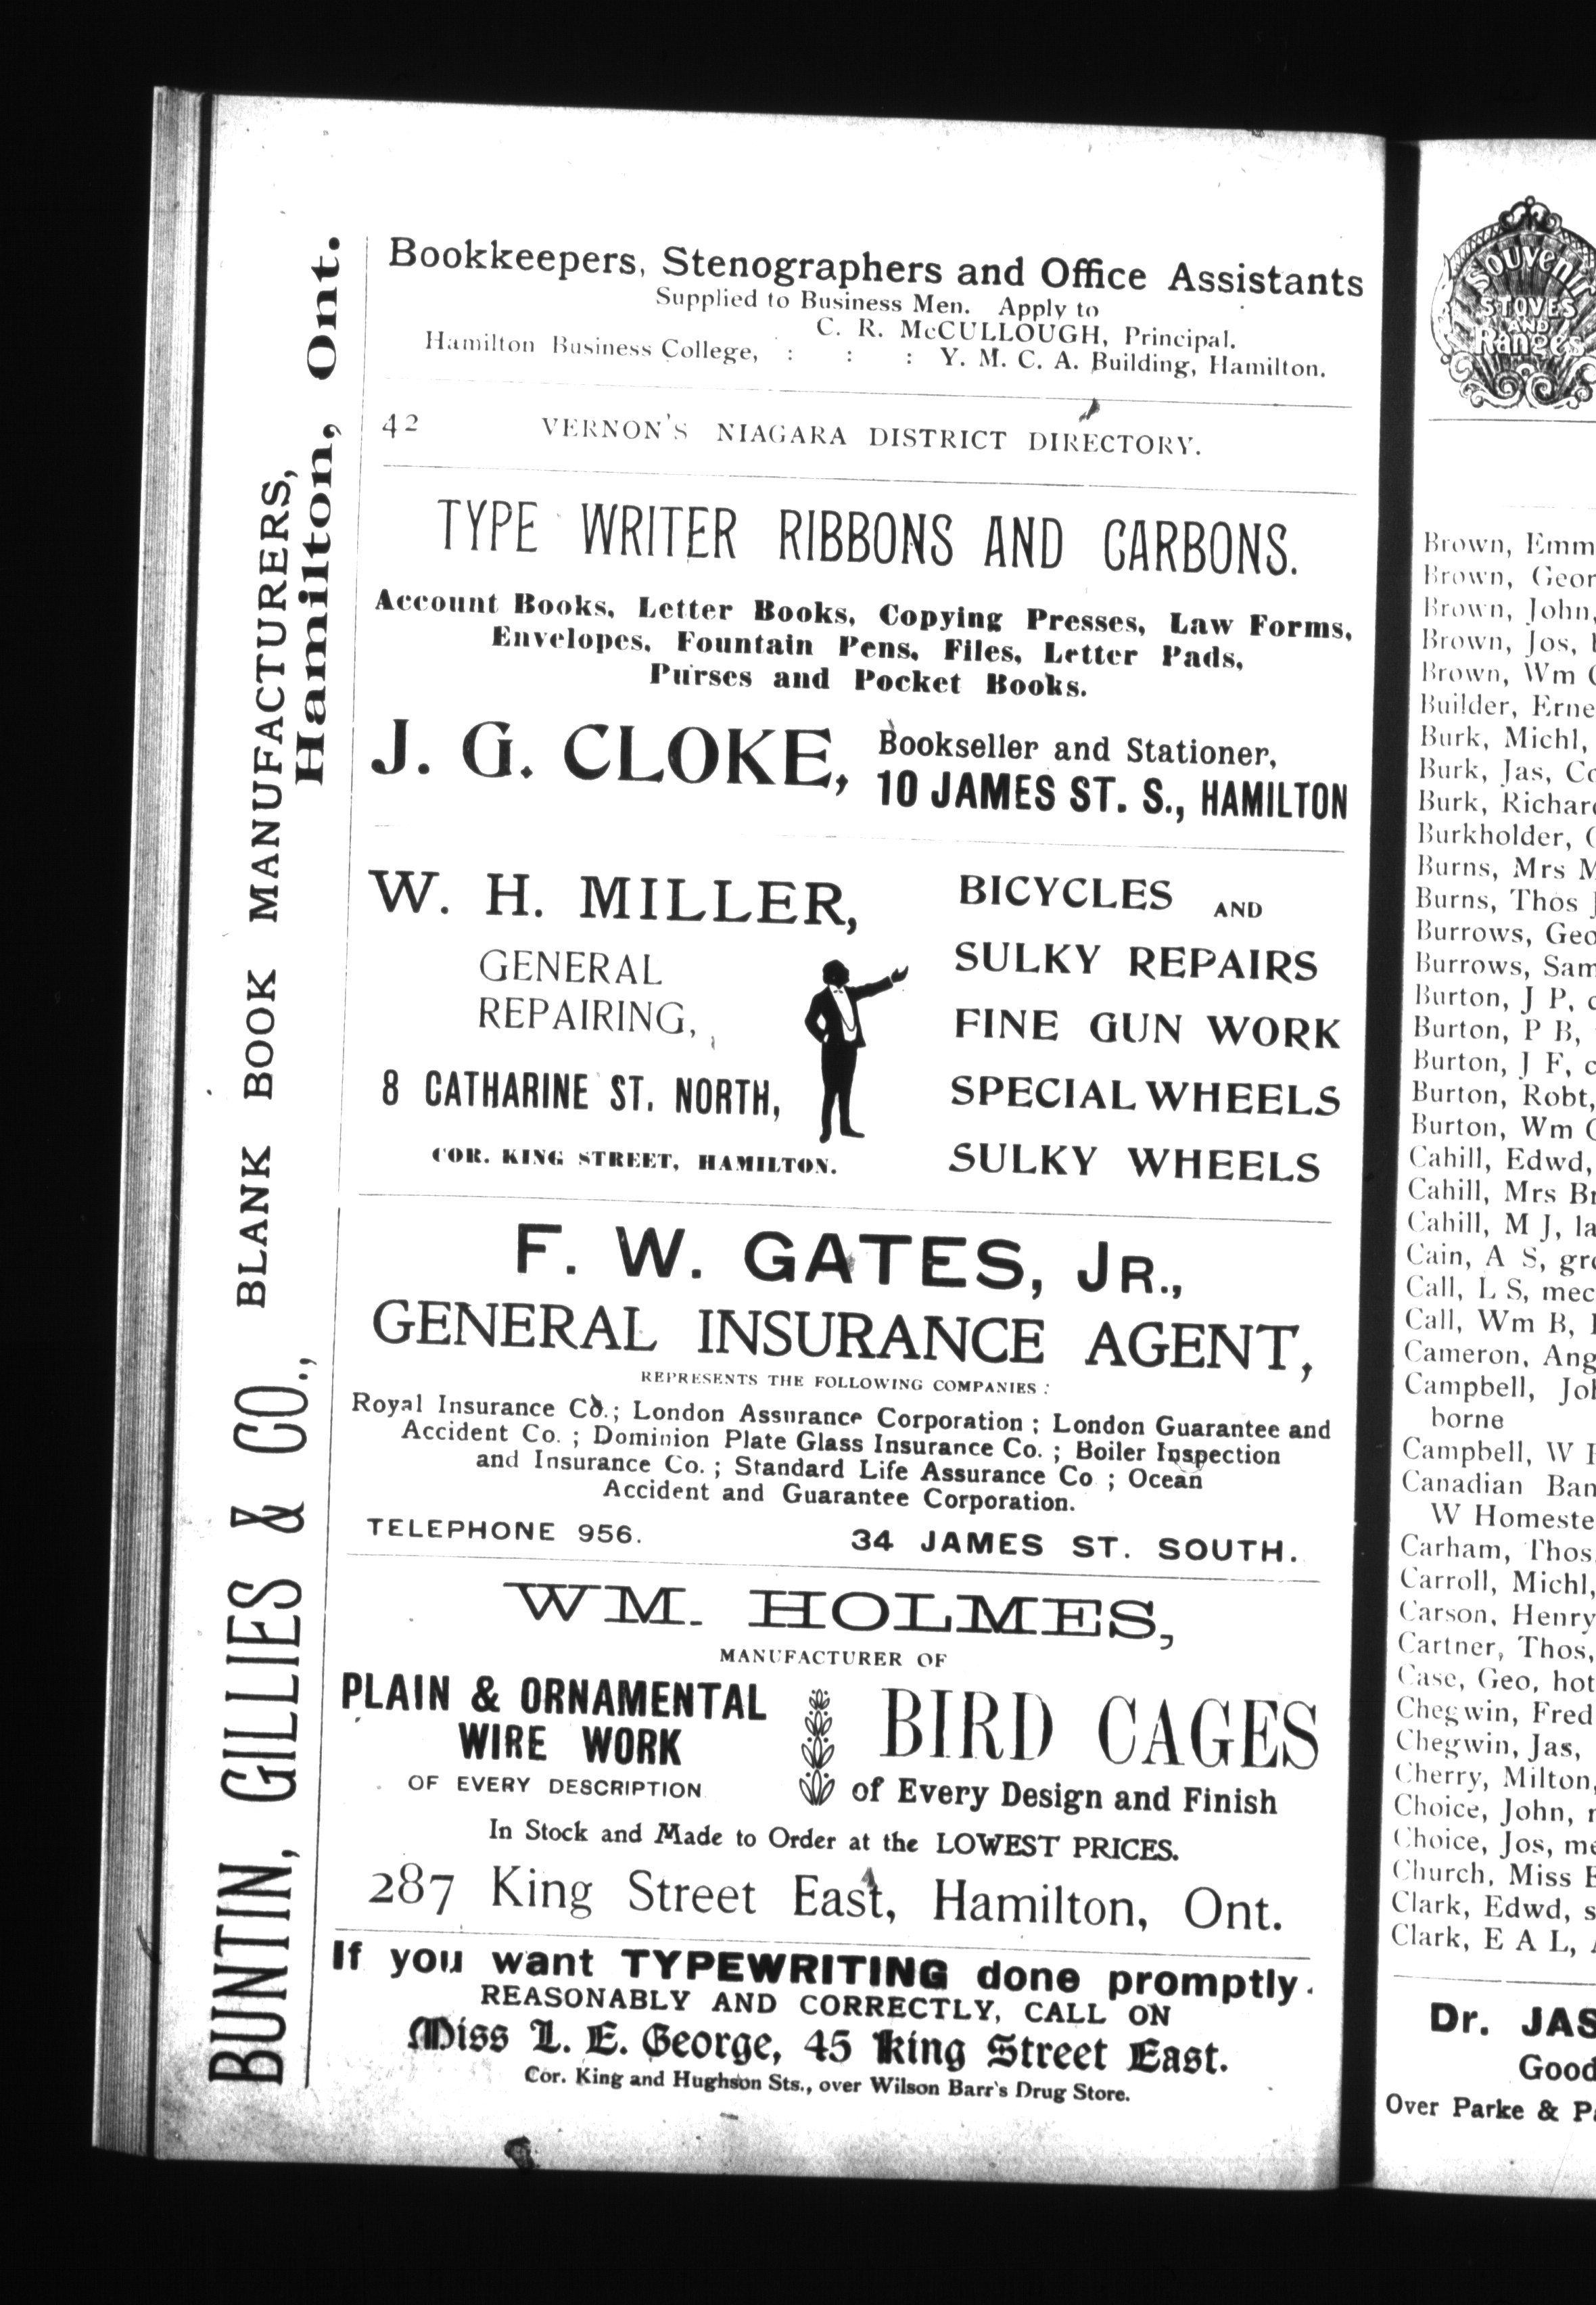 BUNTIN, GILLIES & CO., BLANK BOOK MANUFACTURERS,
Hamilton, Ont.
Bookkeepers, Stenographers and Office Assistants
Supplied to Business Men. Apply to
C. R. McCULLOUGH, Principal.
Hamilton Business College, : : : Y. M. C. A. Building, Hamilton.
42 VERNON'S NIAGARA DISTRICT DIRECTORY.
TYPE WRITER RIBBONS AND CARBONS.
Account Books, Letter Books, Copying Presses, Law Forms,
Envelopes, Fountain Pens, Files, Letter Pads,
Purses and Pocket Books.
J. G. CLOKE, Bookseller and Stationer,
10 JAMES ST. S., HAMILTON
W. H. MILLER,
GENERAL
REPAIRING,
8 CATHARINE ST. NORTH,
COR. KING STREET, HAMILTON.
BICYCLES AND
SULKY REPAIRS
FINE GUN WORK
SPECIAL WHEELS
SULKY WHEELS
F. W. GATES, JR.,
GENERAL INSURANCE AGENT,
REPRESENTS THE FOLLOWING COMPANIES:
Royal Insurance Co.; London Assurance Corporation; London Guarantee and
Accident Co.; Dominion Plate Glass Insurance Co.; Boiler Inspection
and Insurance Co.; Standard Life Assurance Co; Ocean
Accident and Guarantee Corporation.
TELEPHONE 956. 34 JAMES ST. SOUTH.
WM. HOLMES,
MANUFACTURER OF
PLAIN & ORNAMENTAL
WIRE WORK
OF EVERY DESCRIPTION
BIRD CAGES
of Every Design and Finish
In Stock and Made to Order at the LOWEST PRICES.
287 King Street East, Hamilton, Ont.
If you want TYPEWRITING done promptly.
REASONABLY AND CORRECTLY, CALL ON
Miss L. E. George, 45 King Street East.
Cor. King and Hughson Sts., over Wilson Barr's Drug Store.
SOUVENIR
STOVES
AND
Ranges
Brown, Emm
Brown, Geor
Brown, John,
Brown, Jos,
Brown, Wm
Builder, Erne
Burk, Michl,
Burk, Jas, Co
Burk, Richar
Burkholder,
Burns, Mrs M
Burns, Thos J
Burrows, Geo
Burrows, Sam
Burton, J P, c
Burton, P B,
Burton, J F, c
Burton, Robt,
Burton, Wm
Cahill, Edwd,
Cahill, Mrs Br
Cahill, M J, la
Cain, A S, gro
Call, L S, mec
Call, Wm B,
Cameron, Ang
Campbell, Jo
borne
Campbell, W
Canadian Ban
W Homeste
Carham, Thos
Carroll, Michl,
Carson, Henry
Cartner, Thos,
Case, Geo, hot
Chegwin, Fred
Chegwin, Jas,
Cherry, Milton,
Choice, John,
Choice, Jos, me
Church, Miss
Clark, Edwd, s
Clark, E A L,
Dr. JAS
Good
Over Parke & Pa